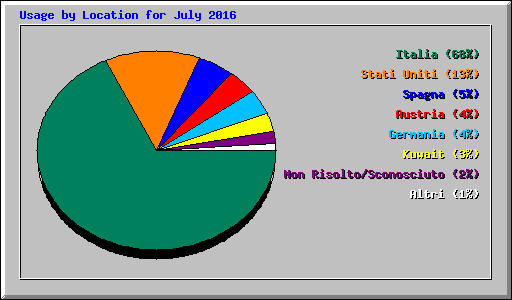 Usage by Location for July 2016
Italia (68%)
Stati Uniti (13%)
Spagna (5%)
Austria (4%)
Germania (4%)
Kuwait (3%)
Non Risolto/Sconosciuto (2%)
Altri (1%)